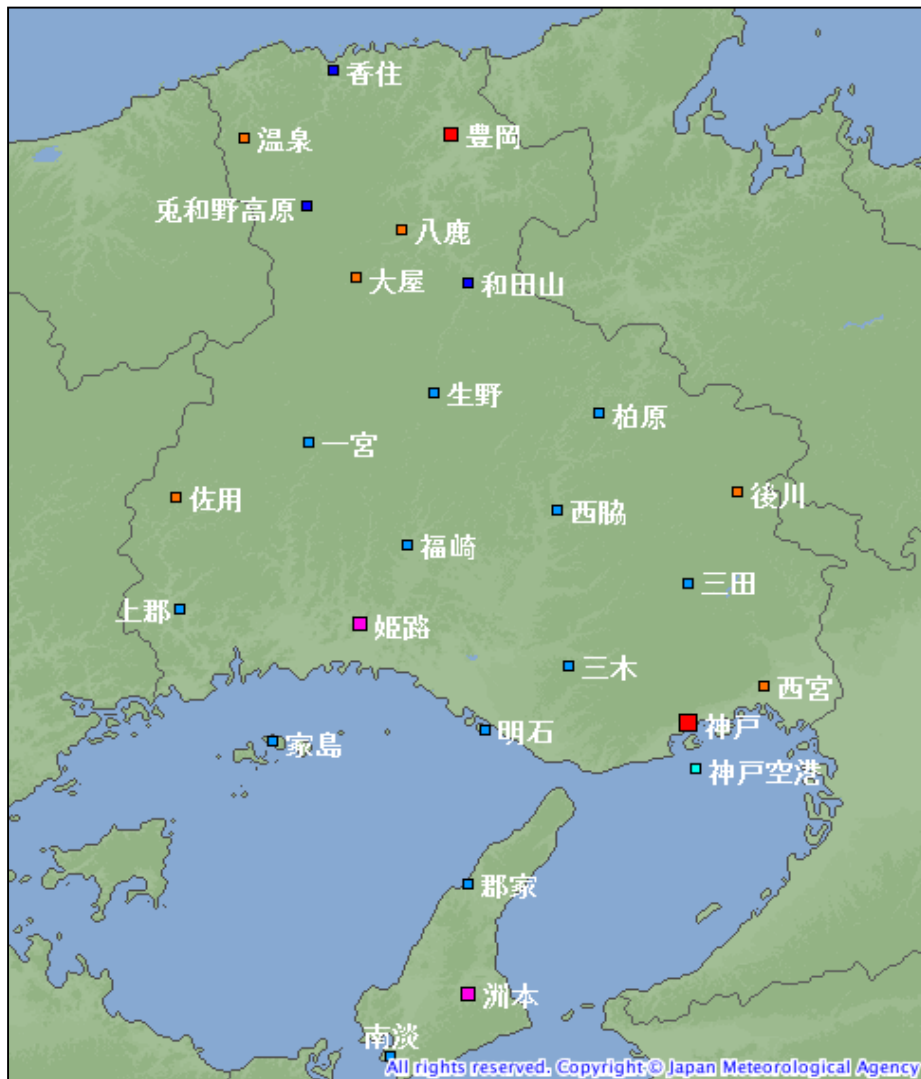 香住
温泉
豊岡
兎和野高原
八鹿
大屋
和田山
生野
柏原
一宮
佐用
後川
西脇
福崎
三田
上郡
姫路
三木
西宮
神戸
明石
家島
神戸空港
郡家
洲本
南淡
All rights reserved. Copyright © Japan Meteorological Agency